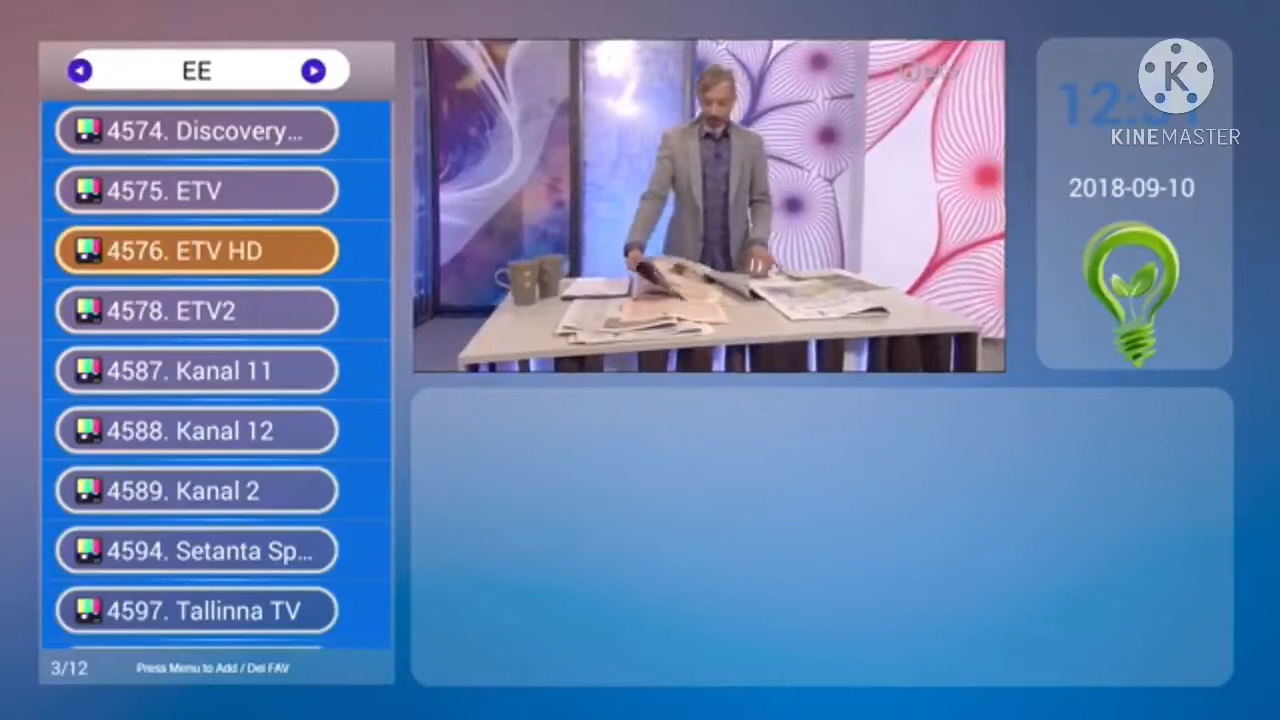 EE
4574. Discovery...
4575. ETV
4576. ETV HD
4578. ETV2
4587. Kanal 11
4588. Kanal 12
4589. Kanal 2
4594. Setanta Sp...
4597. Tallinna TV
3/12
Press Menu to Add / Del FAV
K
KINEMASTER
2018-09-10